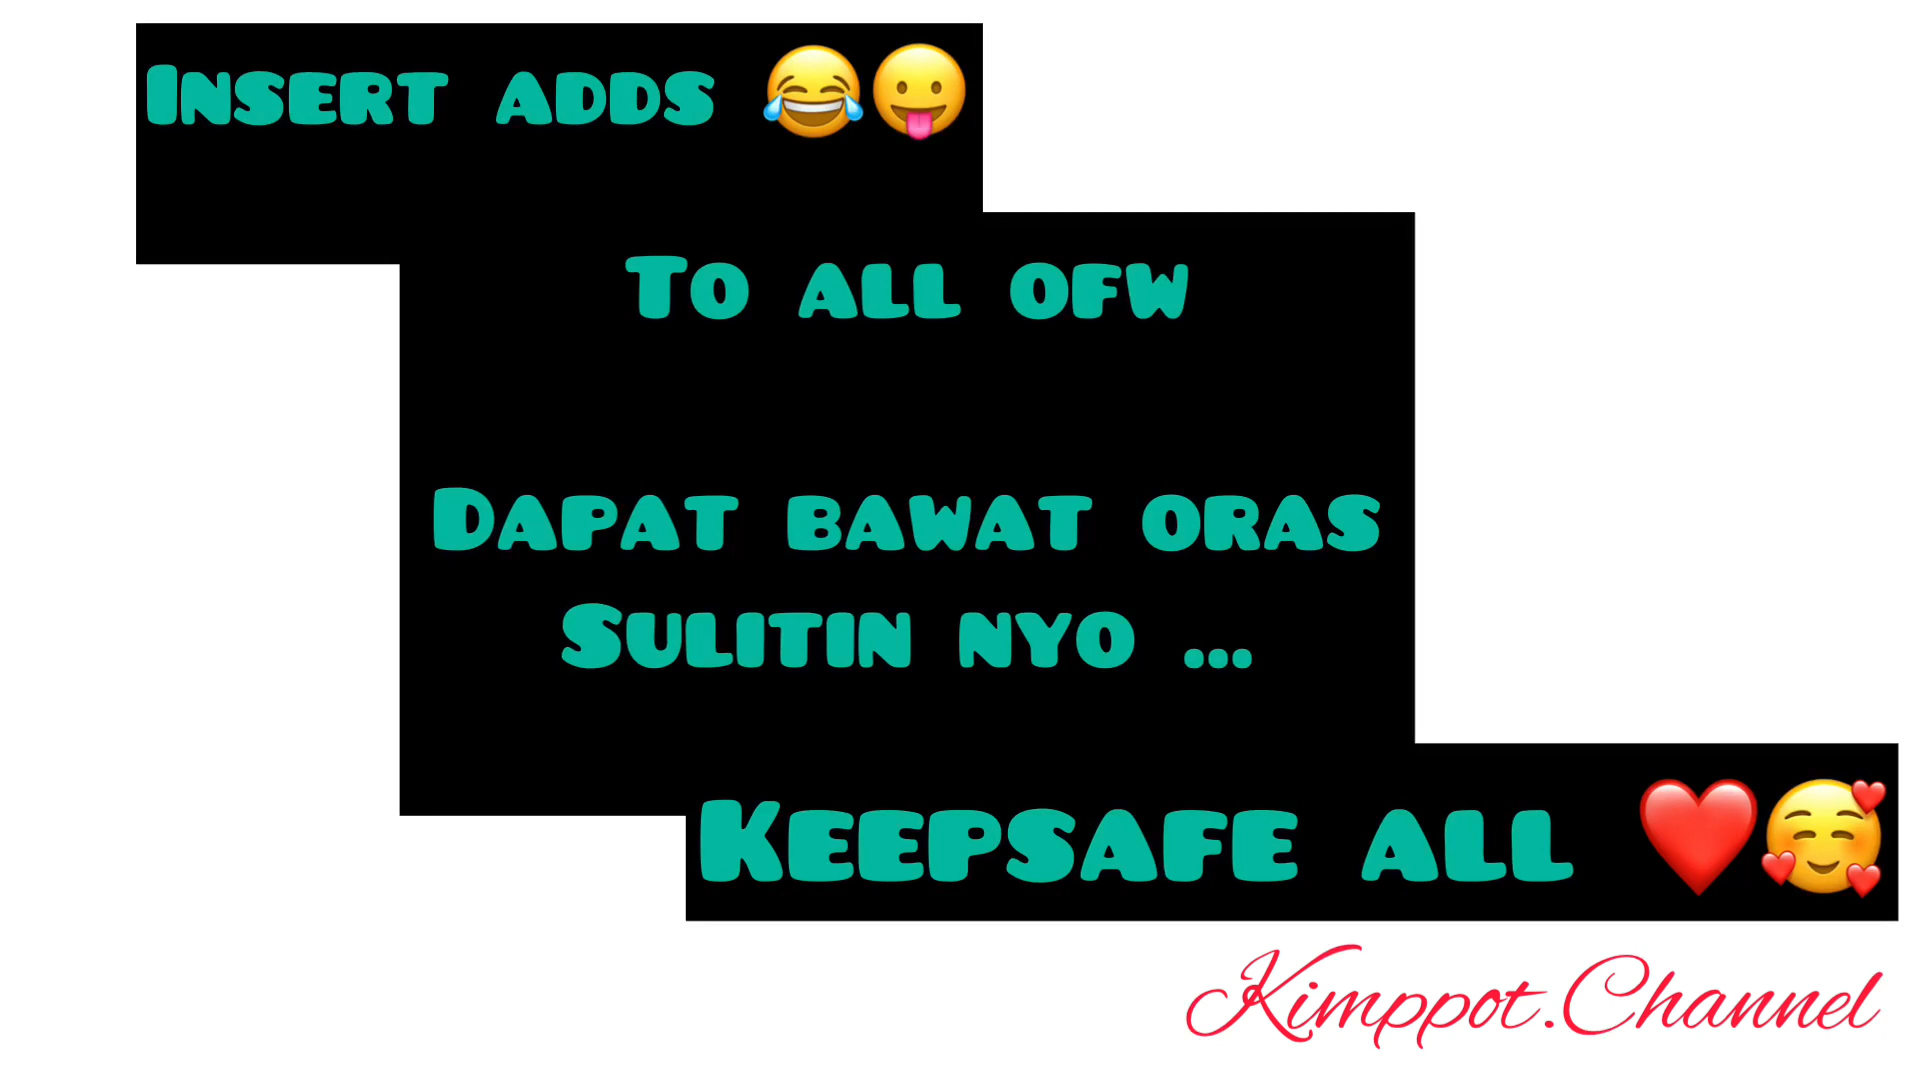 Insert adds 😂😛
To all ofw
Dapat bawat oras
Sulitin nyo ...
Keepsafe all ❤️🥰
Kimppot.Channel